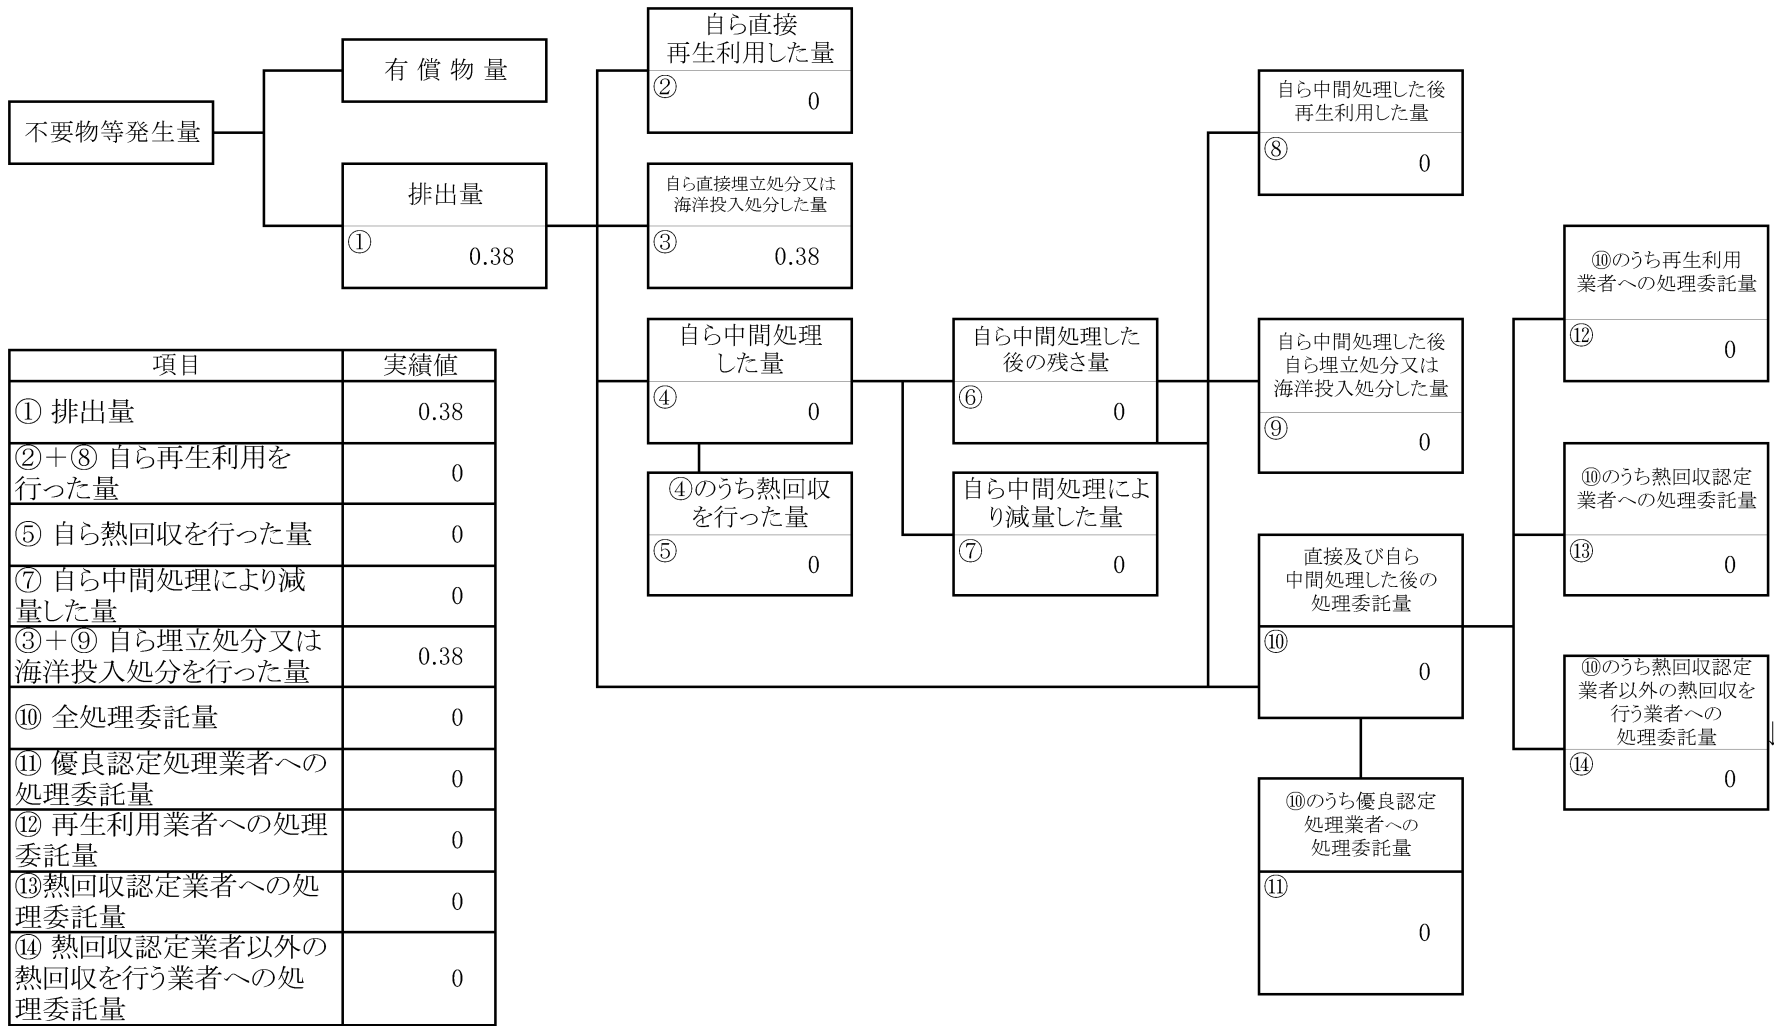 不要物等発生量
有 償 物 量
排出量
①
0.38
自ら直接
再生利用した量
②
0
自ら直接埋立処分又は
海洋投入処分した量
③
0.38
自ら中間処理
した量
④
0
④のうち熱回収
を行った量
⑤
0
自ら中間処理した
後の残さ量
⑥
0
自ら中間処理によ
り減量した量
⑦
0
自ら中間処理した後
再生利用した量
⑧
0
自ら中間処理した後
自ら埋立処分又は
海洋投入処分した量
⑨
0
直接及び自ら
中間処理した後の
処理委託量
⑩
0
⑩のうち優良認定
処理業者への
処理委託量
⑪
0
⑩のうち再生利用
業者への処理委託量
⑫
0
⑩のうち熱回収認定
業者への処理委託量
⑬
0
⑩のうち熱回収認定
業者以外の熱回収を
行う業者への
処理委託量
⑭
0
項目 実績値
① 排出量 0.38
②＋⑧ 自ら再生利用を
行った量 0
⑤ 自ら熱回収を行った量 0
⑦ 自ら中間処理により減
量した量 0
③＋⑨ 自ら埋立処分又は
海洋投入処分を行った量 0.38
⑩ 全処理委託量 0
⑪ 優良認定処理業者への
処理委託量 0
⑫ 再生利用業者への処理
委託量 0
⑬熱回収認定業者への処
理委託量 0
⑭ 熱回収認定業者以外の
熱回収を行う業者への処
理委託量 0